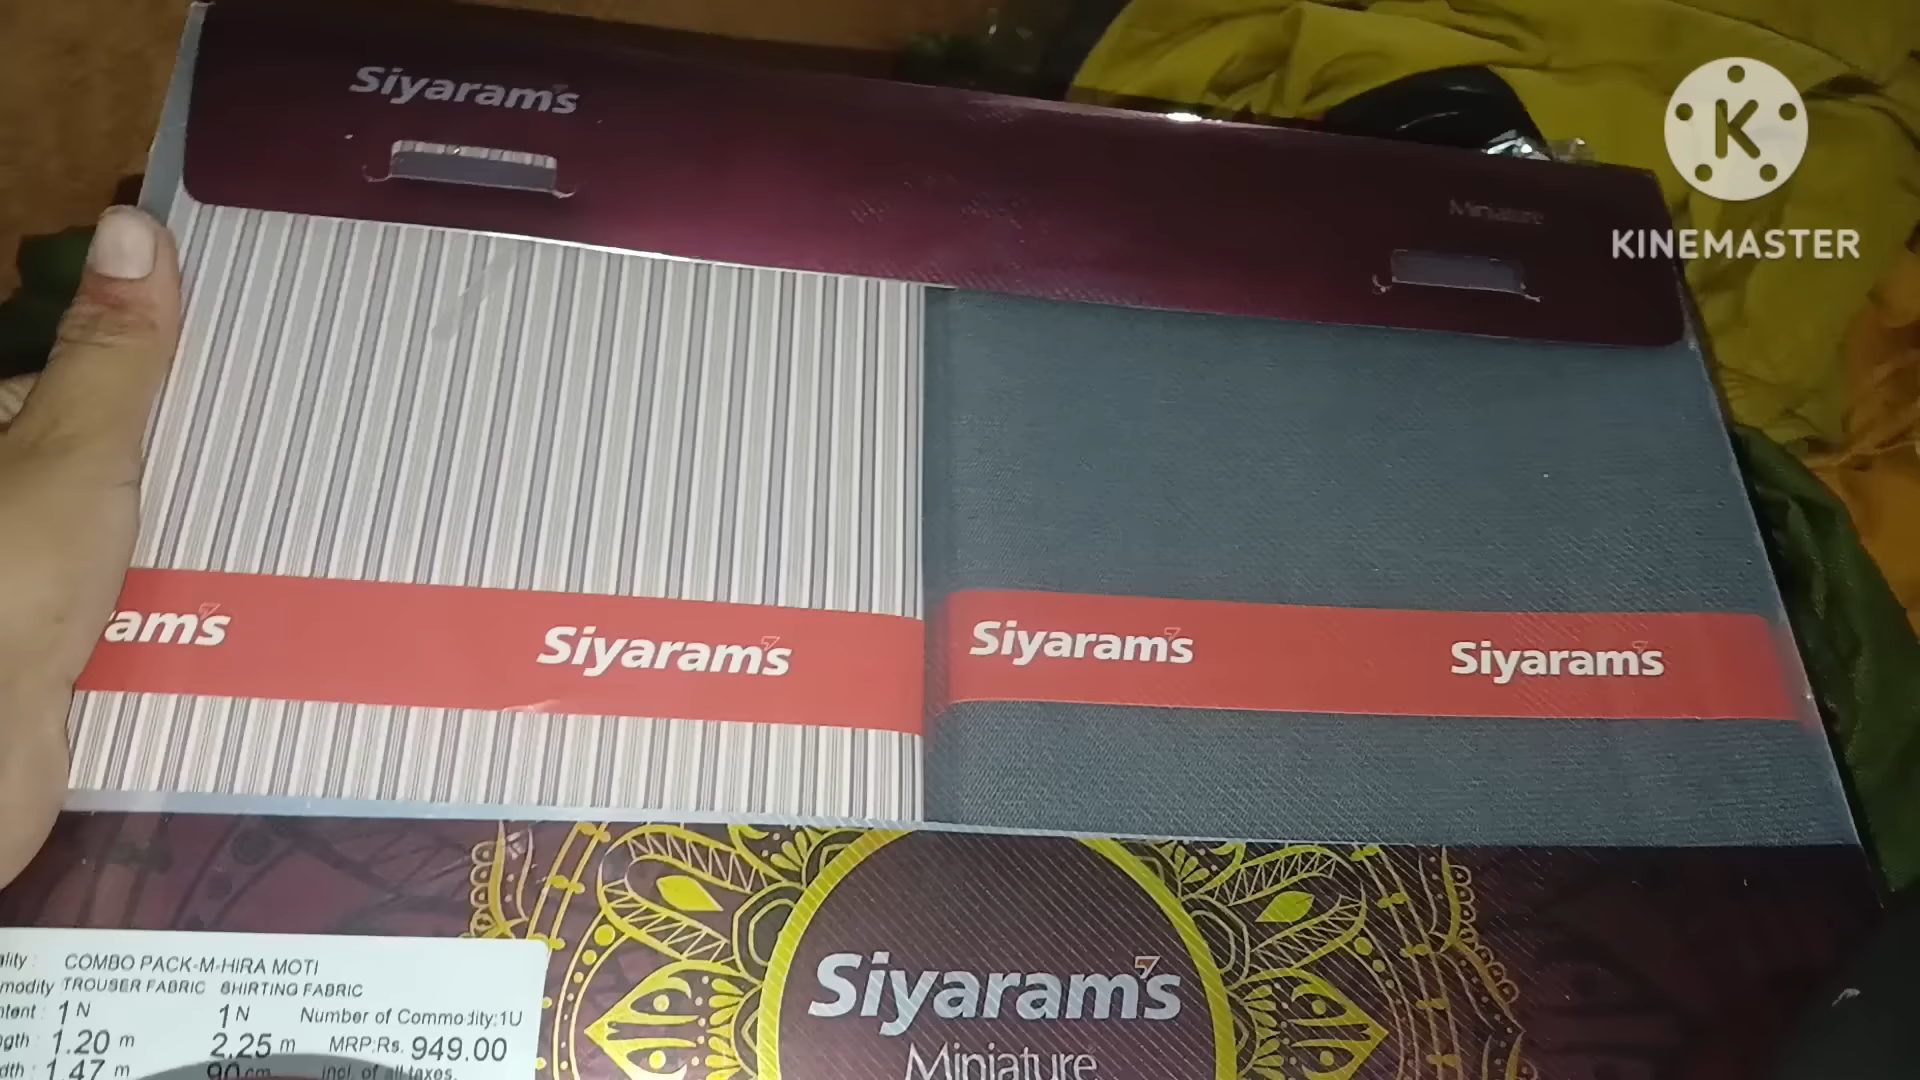 Siyaram's
Miniature
K
KINEMASTER
aram's
Siyaram's
Siyaram's
Siyaram's
Siyaram's
Miniature
ality : COMBO PACK-M-HIRA MOTI
modity TROUSER FABRIC SHIRTING FABRIC
ntent : 1 N 1 N Number of Commodity:1U
ngth : 1.20 m 2.25 m MRP:Rs. 949.00
dth : 1.47 m 90 cm incl. of all taxes.